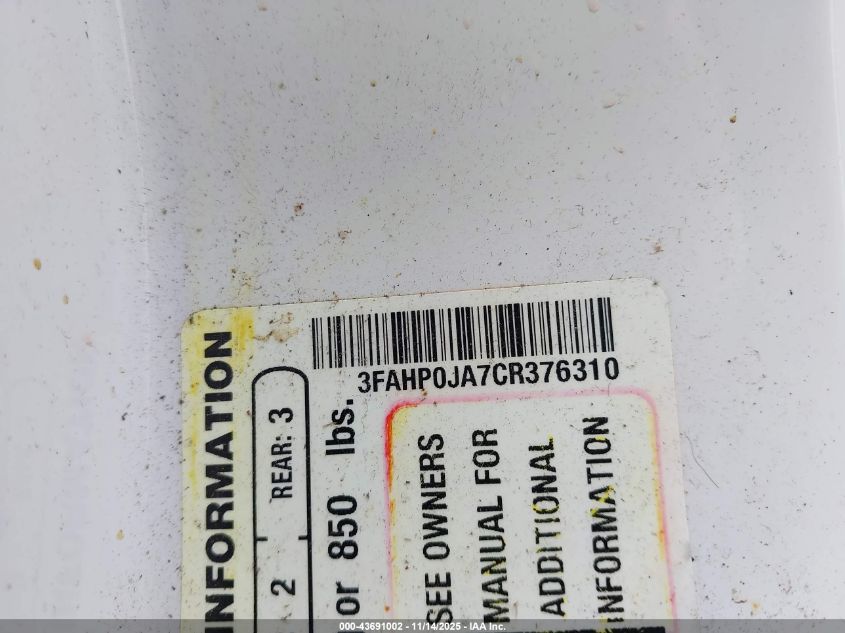 3FAHP0JA7CR376310
INFORMATION
2 REAR: 3
or 850 lbs.
SEE OWNERS
MANUAL FOR
ADDITIONAL
INFORMATION
000-43691002 - 11/14/2025 - IAA Inc.